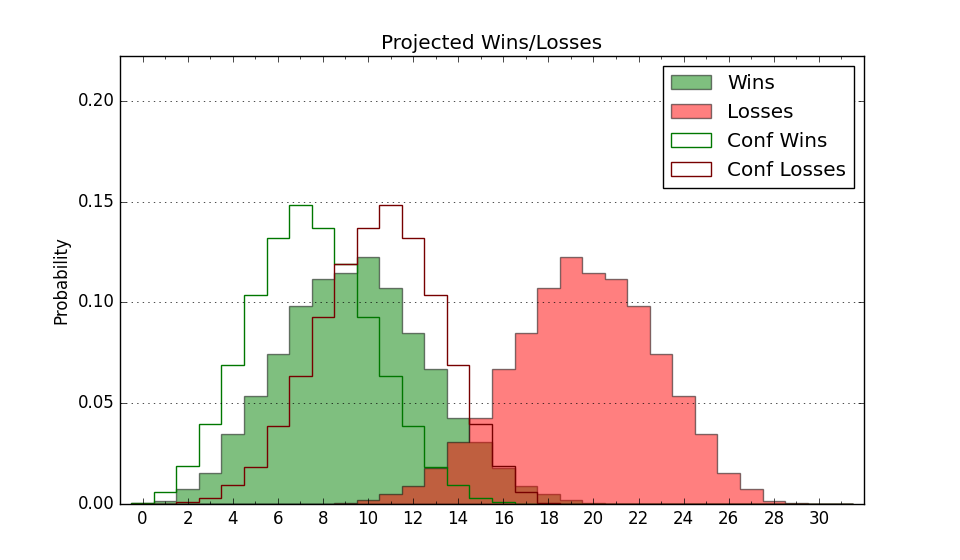 Projected Wins/Losses
Wins
Losses
Conf Wins
Conf Losses
Probability
0.20
0.15
0.10
0.05
0.00
0 2 4 6 8 10 12 14 16 18 20 22 24 26 28 30